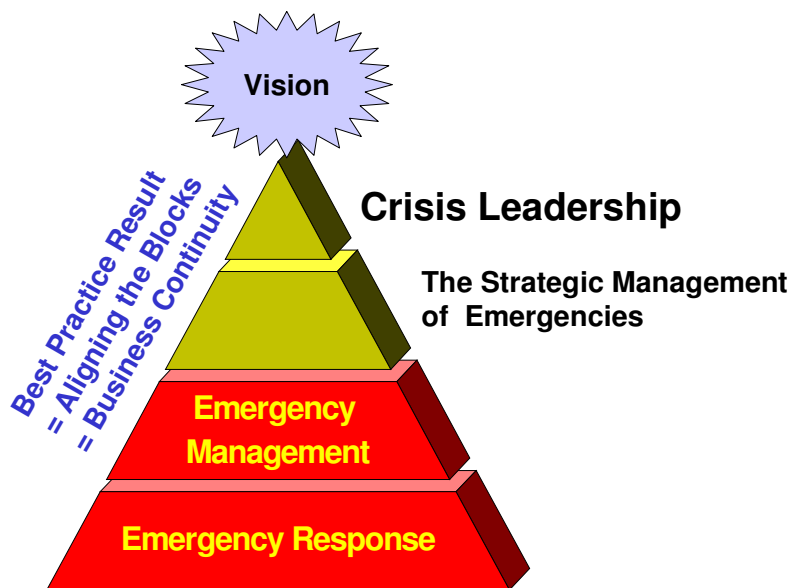 Vision
Best Practice Result
= Aligning the Blocks
= Business Continuity
Crisis Leadership
The Strategic Management
of Emergencies
Emergency
Management
Emergency Response